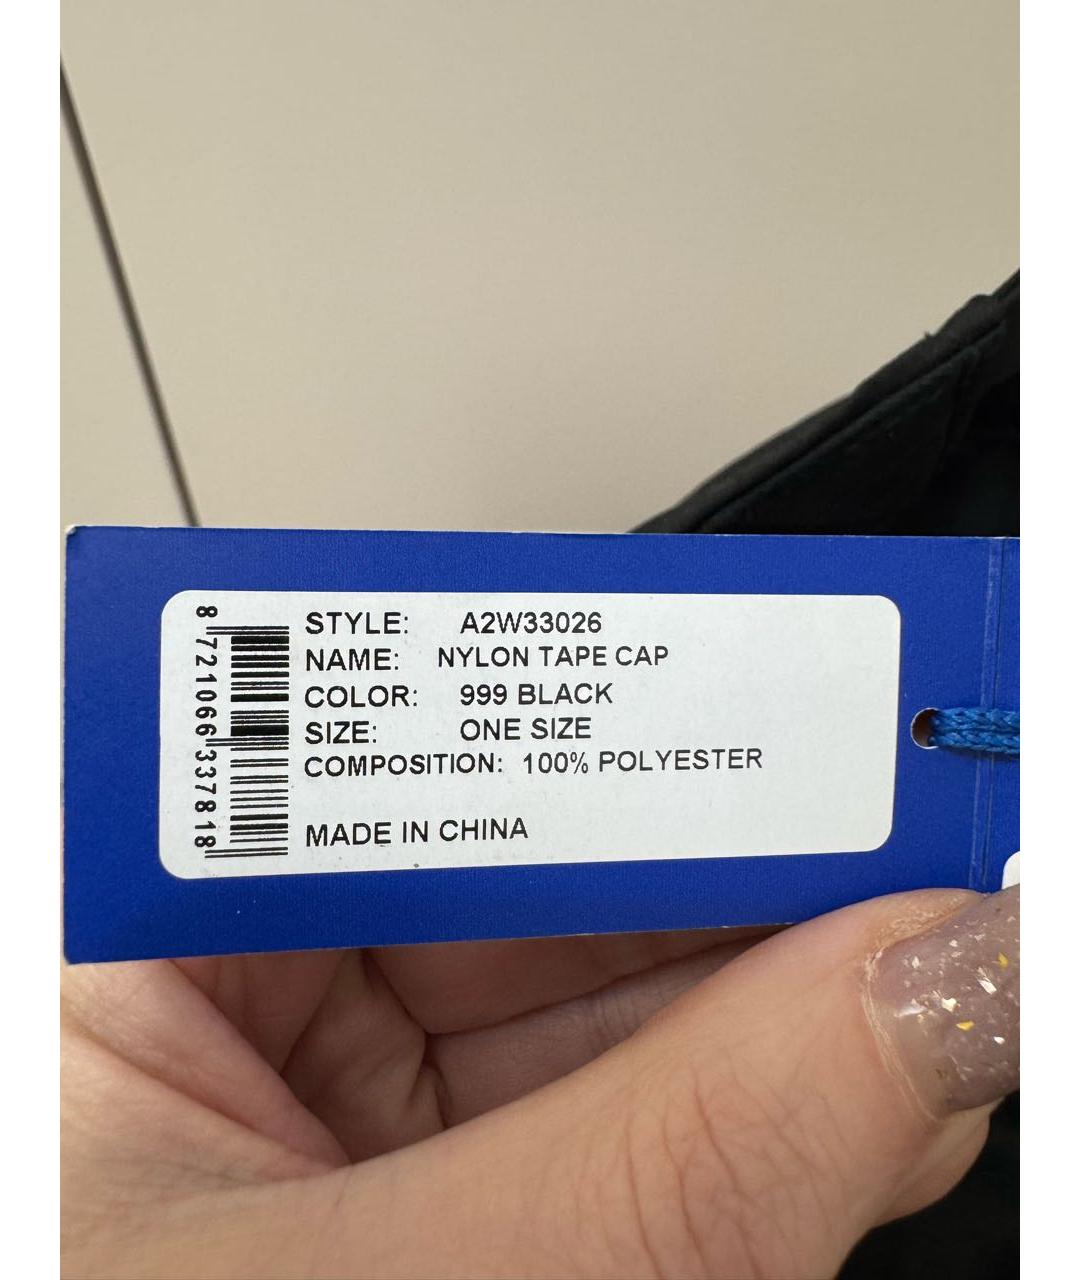 STYLE: A2W33026
NAME: NYLON TAPE CAP
COLOR: 999 BLACK
SIZE: ONE SIZE
COMPOSITION: 100% POLYESTER
MADE IN CHINA
8 721066 337818